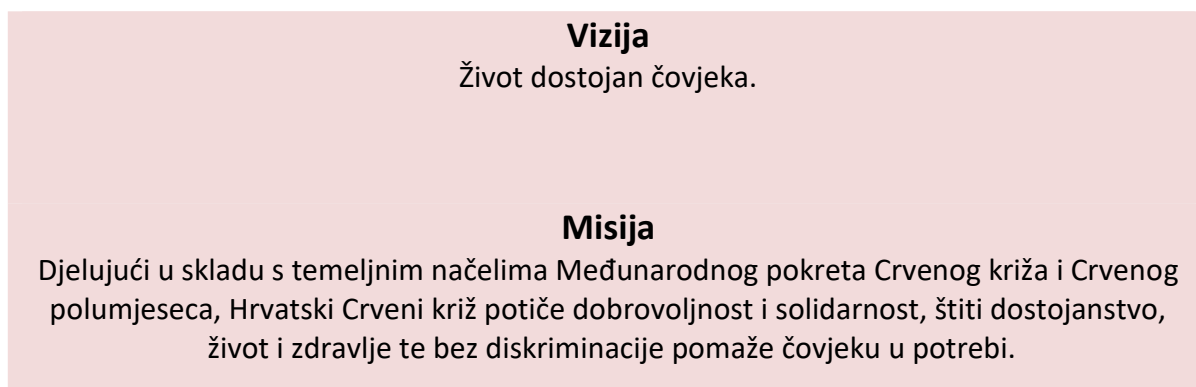 Vizija
Život dostojan čovjeka.
Misija
Djelujući u skladu s temeljnim načelima Međunarodnog pokreta Crvenog križa i Crvenog
polumjeseca, Hrvatski Crveni križ potiče dobrovoljnost i solidarnost, štiti dostojanstvo,
život i zdravlje te bez diskriminacije pomaže čovjeku u potrebi.